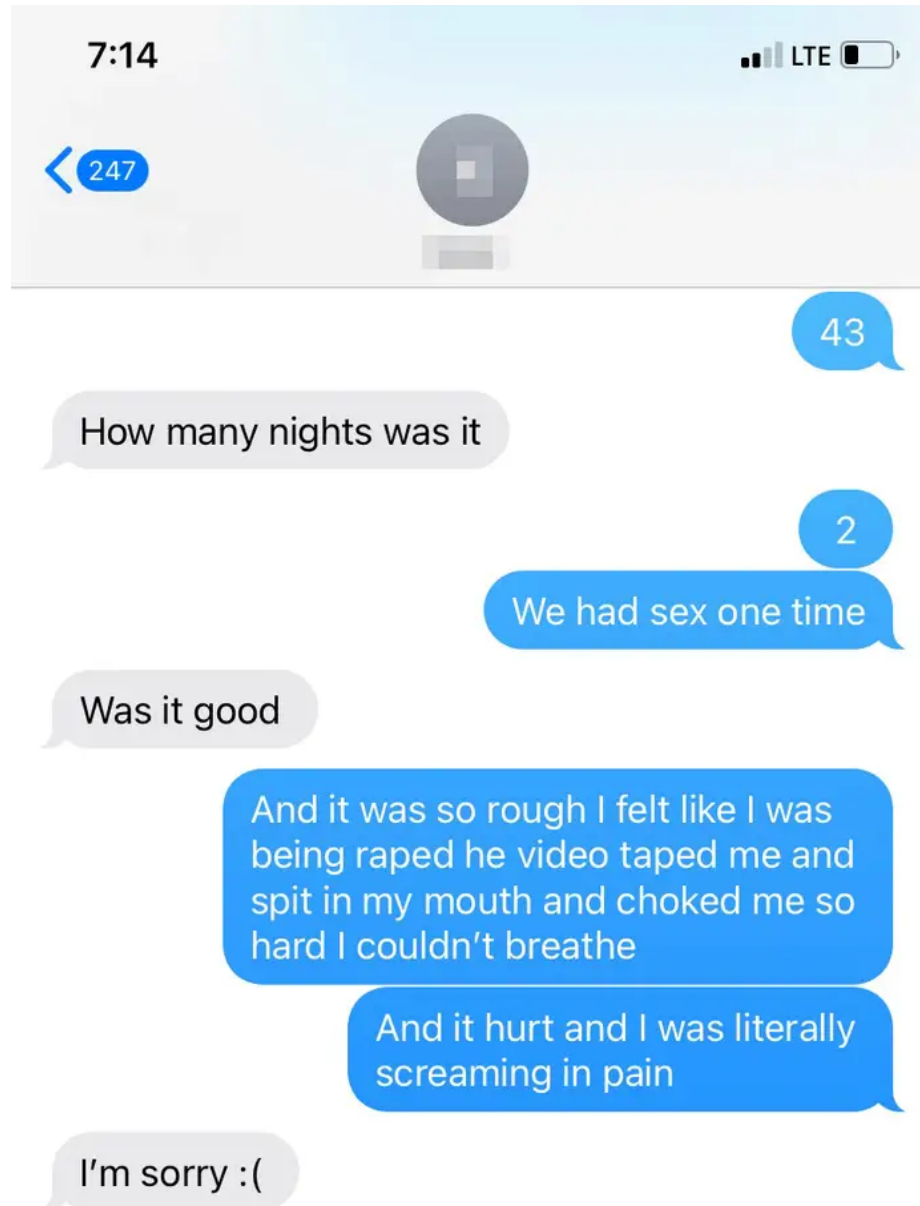 7:14
LTE
247
43
How many nights was it
2
We had sex one time
Was it good
And it was so rough I felt like I was
being raped he video taped me and
spit in my mouth and choked me so
hard I couldn’t breathe
And it hurt and I was literally
screaming in pain
I’m sorry :(